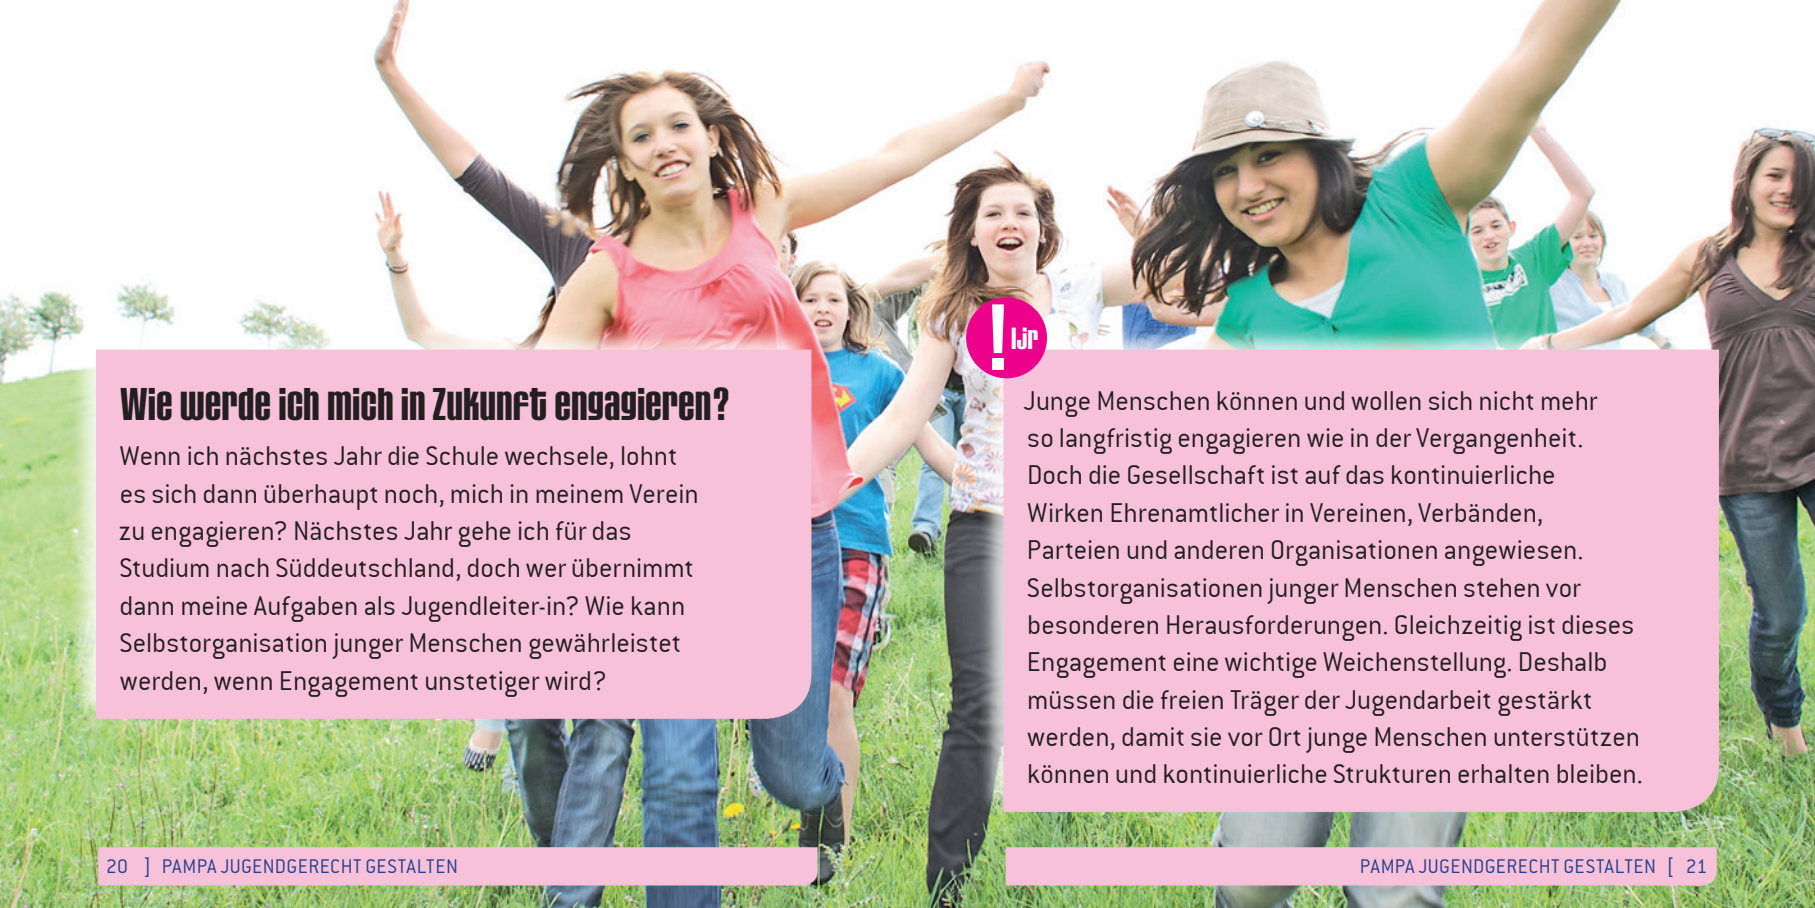 Wie werde ich mich in Zukunft engagieren?
Wenn ich nächstes Jahr die Schule wechsele, lohnt
es sich dann überhaupt noch, mich in meinem Verein
zu engagieren? Nächstes Jahr gehe ich für das
Studium nach Süddeutschland, doch wer übernimmt
dann meine Aufgaben als Jugendleiter-in? Wie kann
Selbstorganisation junger Menschen gewährleistet
werden, wenn Engagement unstetiger wird?
20 ] PAMPA JUGENDGERECHT GESTALTEN
! ljr
Junge Menschen können und wollen sich nicht mehr
so langfristig engagieren wie in der Vergangenheit.
Doch die Gesellschaft ist auf das kontinuierliche
Wirken Ehrenamtlicher in Vereinen, Verbänden,
Parteien und anderen Organisationen angewiesen.
Selbstorganisationen junger Menschen stehen vor
besonderen Herausforderungen. Gleichzeitig ist dieses
Engagement eine wichtige Weichenstellung. Deshalb
müssen die freien Träger der Jugendarbeit gestärkt
werden, damit sie vor Ort junge Menschen unterstützen
können und kontinuierliche Strukturen erhalten bleiben.
PAMPA JUGENDGERECHT GESTALTEN [ 21